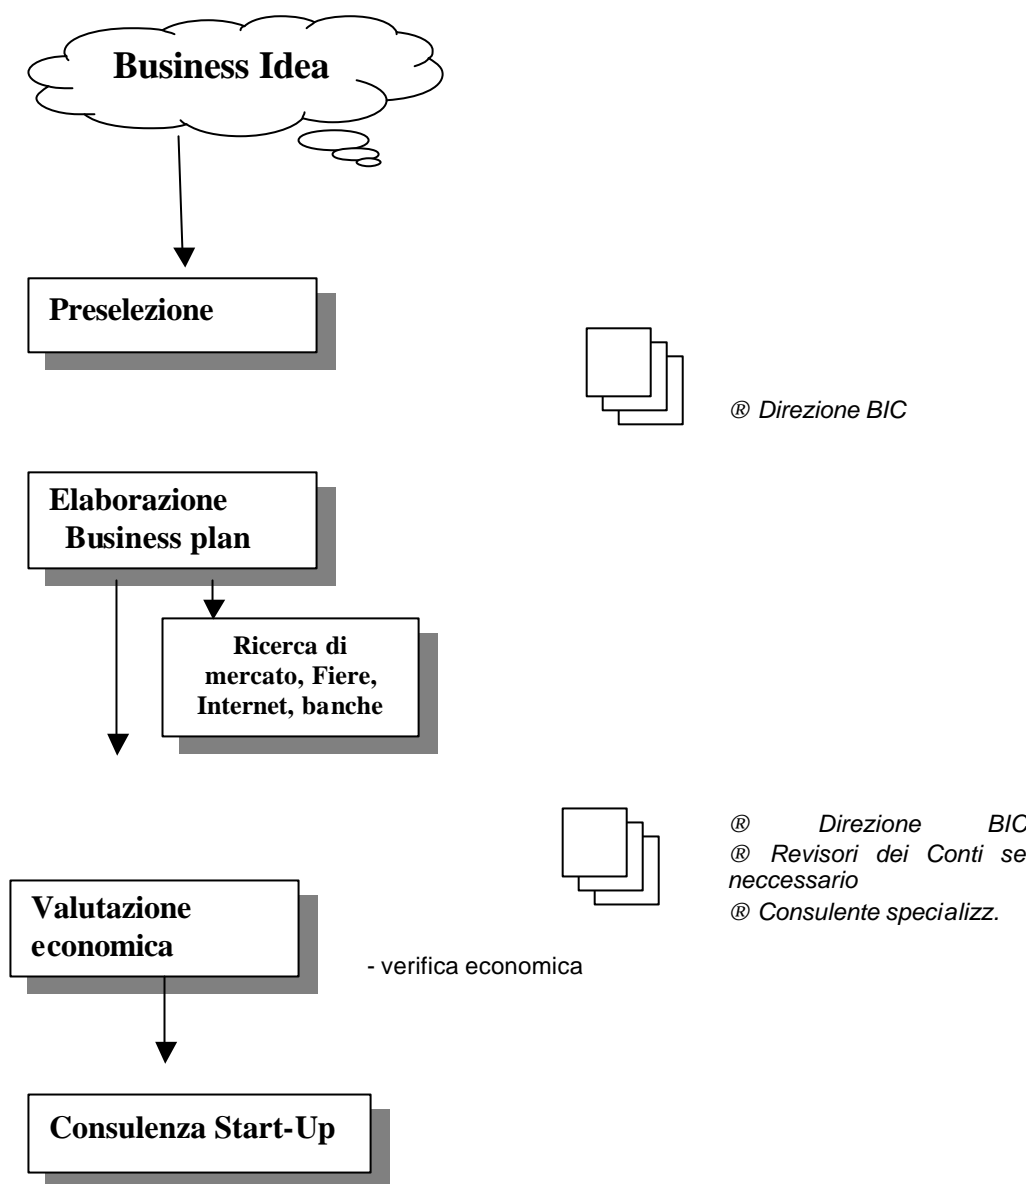 Business Idea
Preselezione
® Direzione BIC
Elaborazione
Business plan
Ricerca di
mercato, Fiere,
Internet, banche
® Direzione BIC
® Revisori dei Conti se
neccessario
® Consulente specializz.
Valutazione
economica
- verifica economica
Consulenza Start-Up